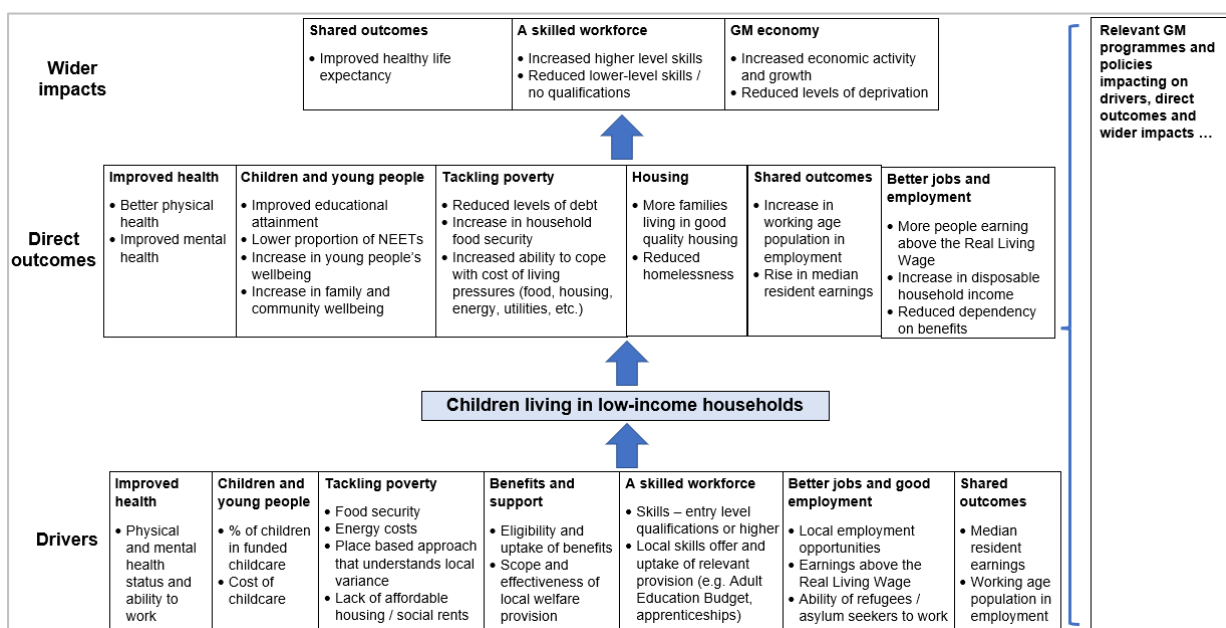 Wider
impacts
Shared outcomes
• Improved healthy life
expectancy
A skilled workforce
• Increased higher level skills
• Reduced lower-level skills /
no qualifications
GM economy
• Increased economic activity
and growth
• Reduced levels of deprivation
Relevant GM
programmes and
policies
impacting on
drivers, direct
outcomes and
wider impacts ...
Direct
outcomes
Improved health
• Better physical
health
• Improved mental
health
Children and young people
• Improved educational
attainment
• Lower proportion of NEETs
• Increase in young people's
wellbeing
• Increase in family and
community wellbeing
Tackling poverty
• Reduced levels of debt
• Increase in household
food security
• Increased ability to cope
with cost of living
pressures (food, housing,
energy, utilities, etc.)
Housing
• More families
living in good
quality housing
• Reduced
homelessness
Shared outcomes
• Increase in
working age
population in
employment
• Rise in median
resident earnings
Better jobs and
employment
• More people earning
above the Real Living
Wage
• Increase in disposable
household income
• Reduced dependency
on benefits
Children living in low-income households
Drivers
Improved
health
• Physical
and mental
health
status and
ability to
work
Children and
young people
• % of children
in funded
childcare
• Cost of
childcare
Tackling poverty
• Food security
• Energy costs
• Place based approach
that understands local
variance
• Lack of affordable
housing / social rents
Benefits and
support
• Eligibility and
uptake of benefits
• Scope and
effectiveness of
local welfare
provision
A skilled workforce
• Skills – entry level
qualifications or higher
• Local skills offer and
uptake of relevant
provision (e.g. Adult
Education Budget,
apprenticeships)
Better jobs and good
employment
• Local employment
opportunities
• Earnings above the
Real Living Wage
• Ability of refugees /
asylum seekers to work
Shared
outcomes
• Median
resident
earnings
• Working age
population in
employment